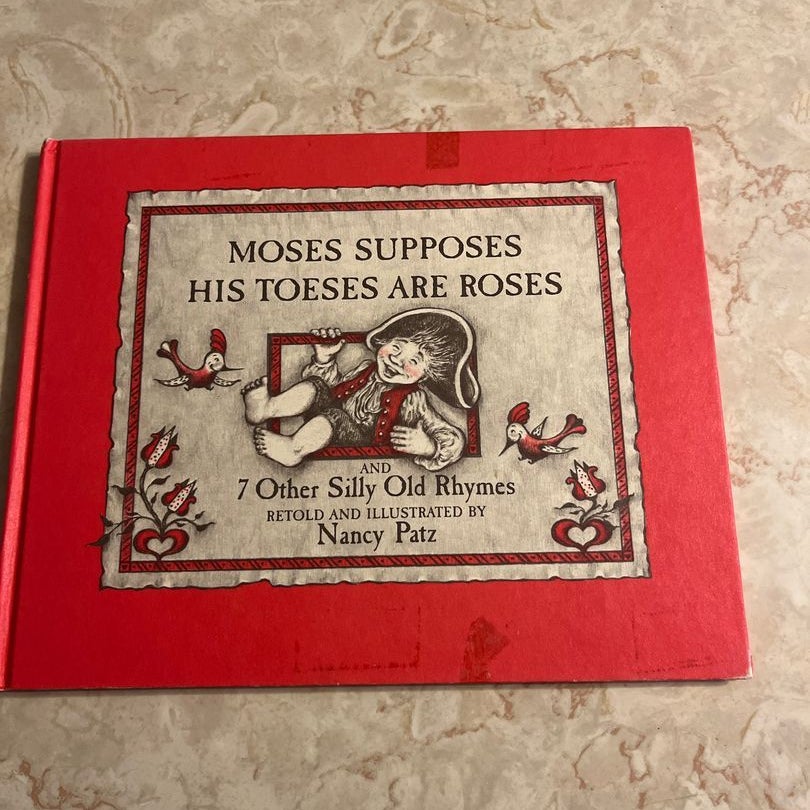 MOSES SUPPOSES
HIS TOESES ARE ROSES
AND
7 Other Silly Old Rhymes
RETOLD AND ILLUSTRATED BY
Nancy Patz